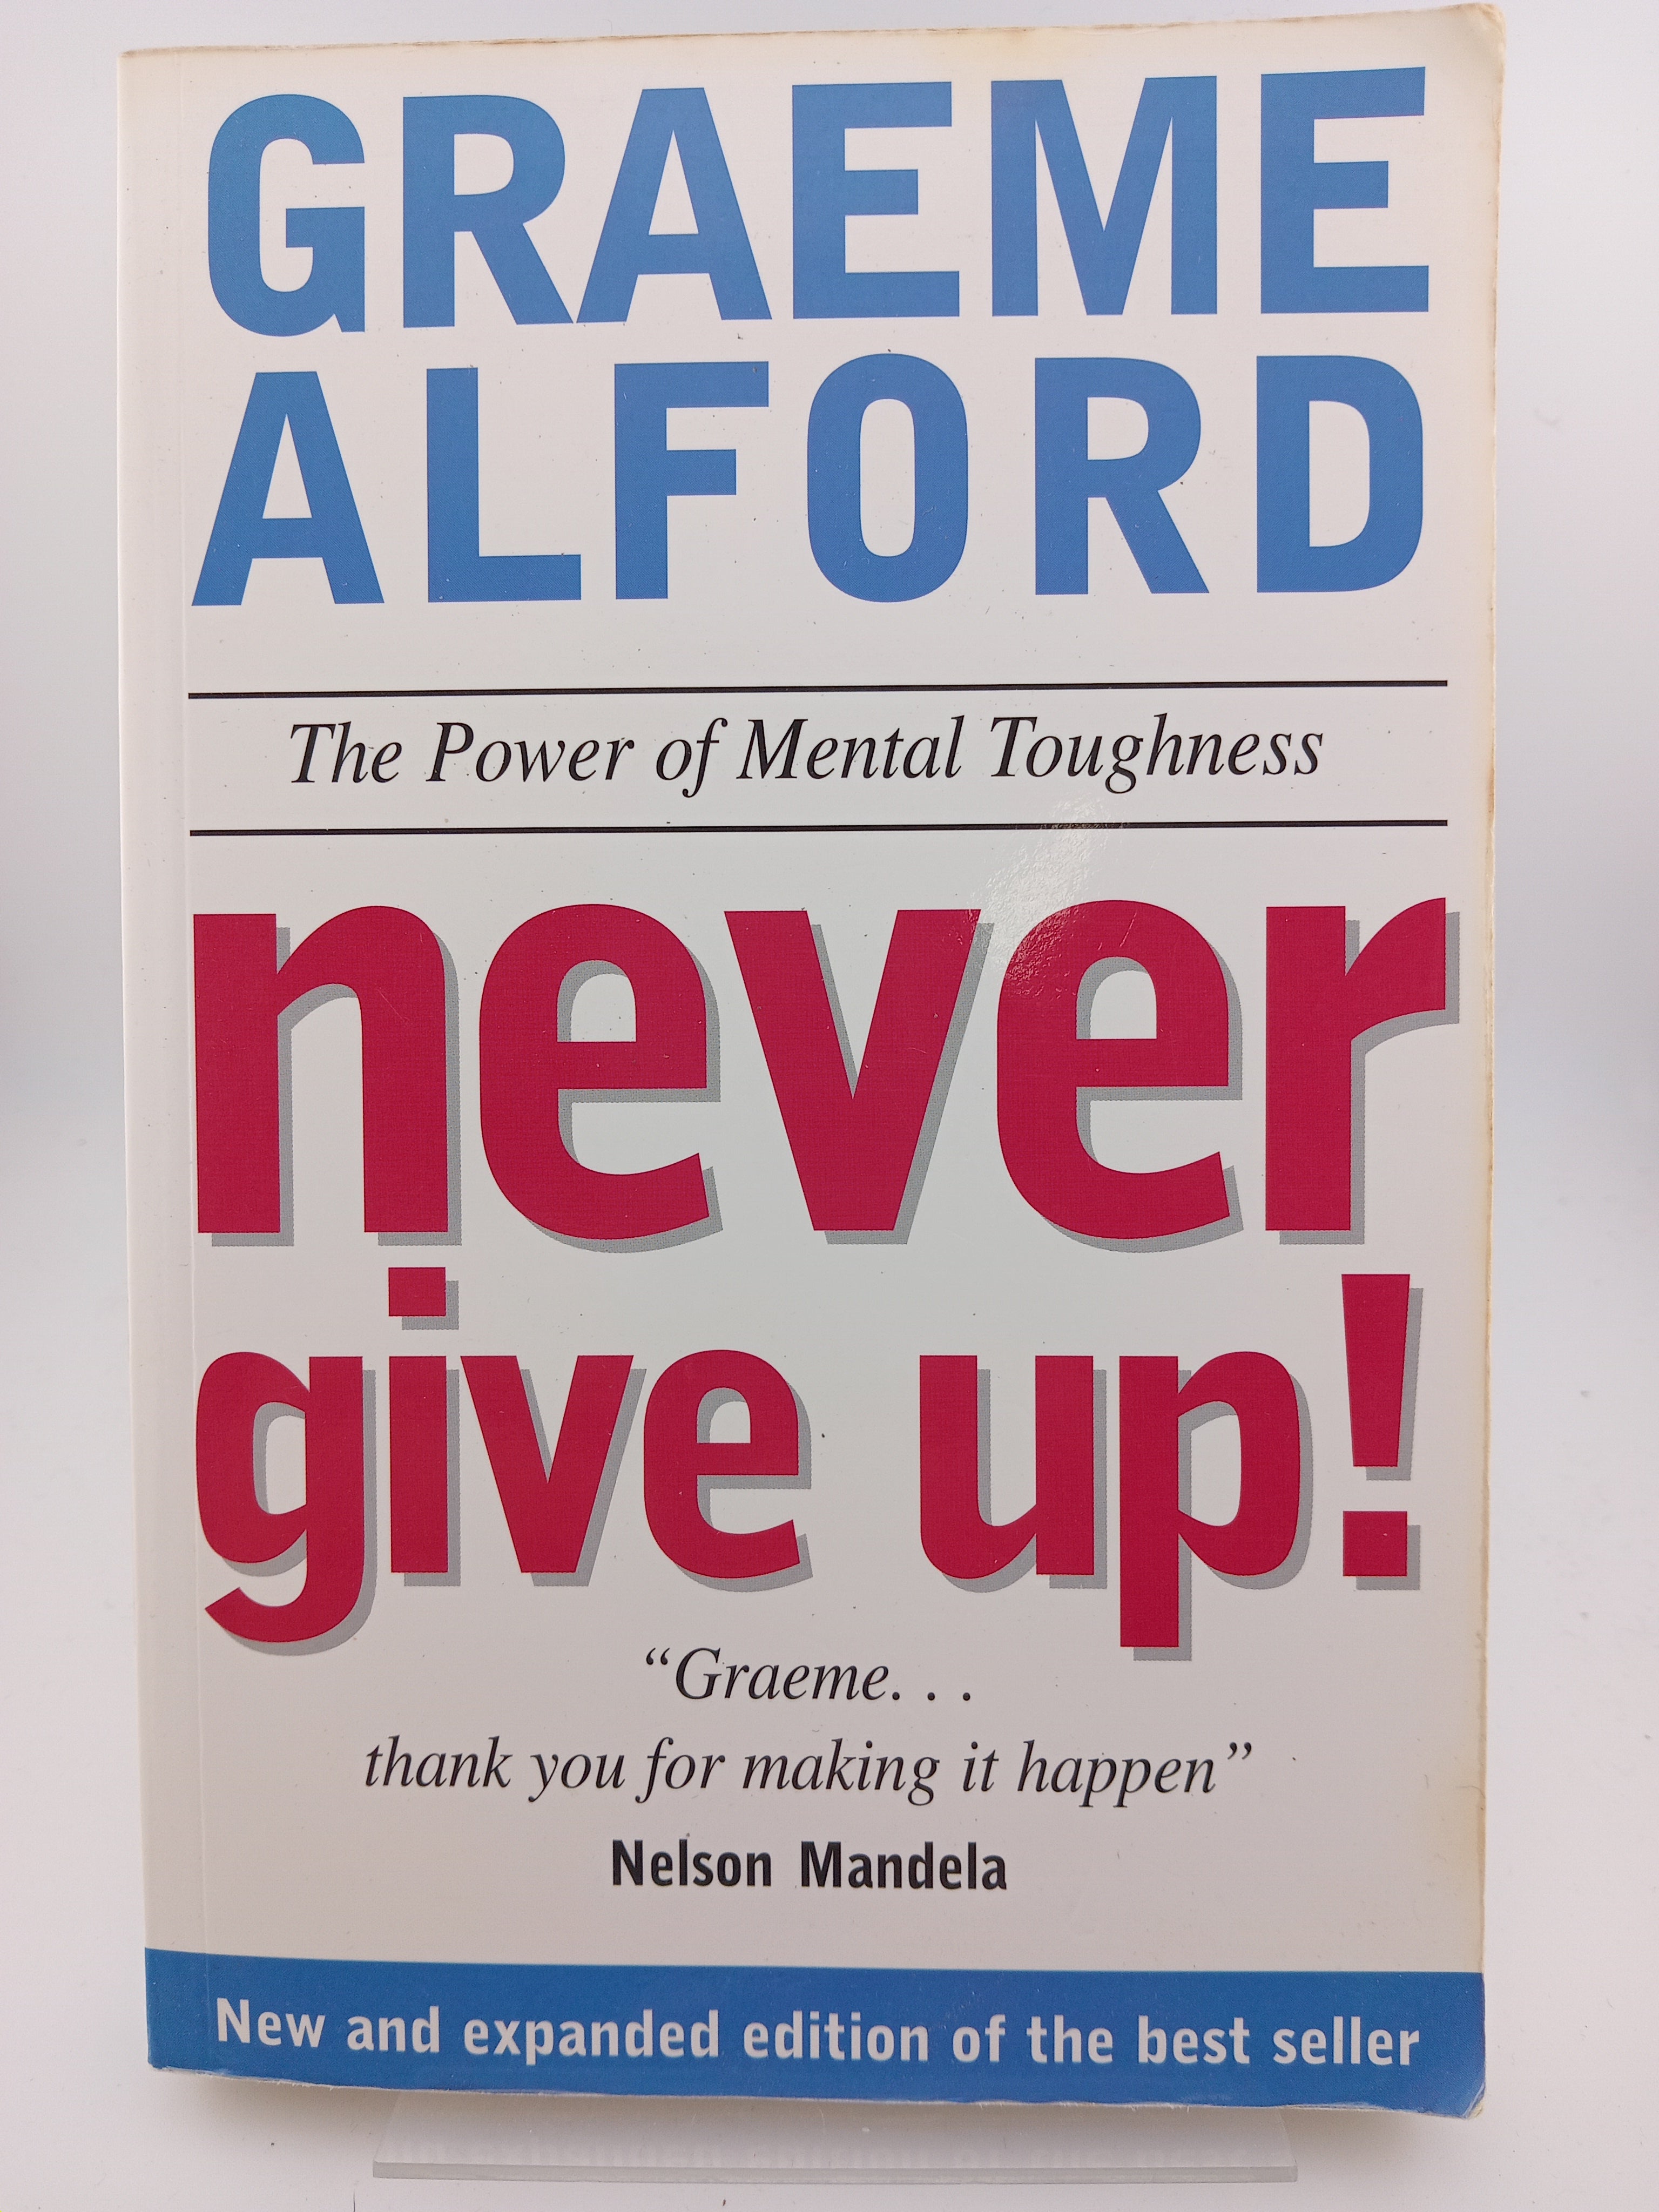 GRAEME
ALFORD
The Power of Mental Toughness
never
give up!
“Graeme. . .
thank you for making it happen”
Nelson Mandela
New and expanded edition of the best seller